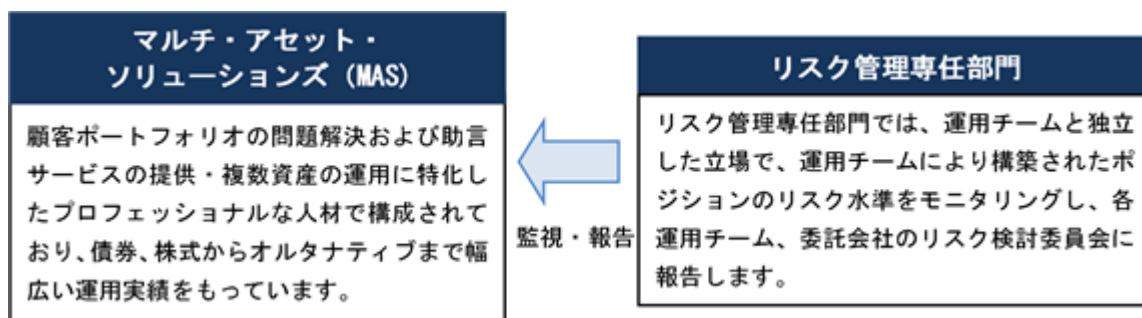 マルチ・アセット・
ソリューションズ (MAS)
顧客ポートフォリオの問題解決および助言
サービスの提供・複数資産の運用に特化し
たプロフェッショナルな人材で構成されて
おり、債券、株式からオルタナティブまで幅
広い運用実績をもっています。
監視・報告
リスク管理専任部門
リスク管理専任部門では、運用チームと独立
した立場で、運用チームにより構築されたポ
ジションのリスク水準をモニタリングし、各
運用チーム、委託会社のリスク検討委員会に
報告します。